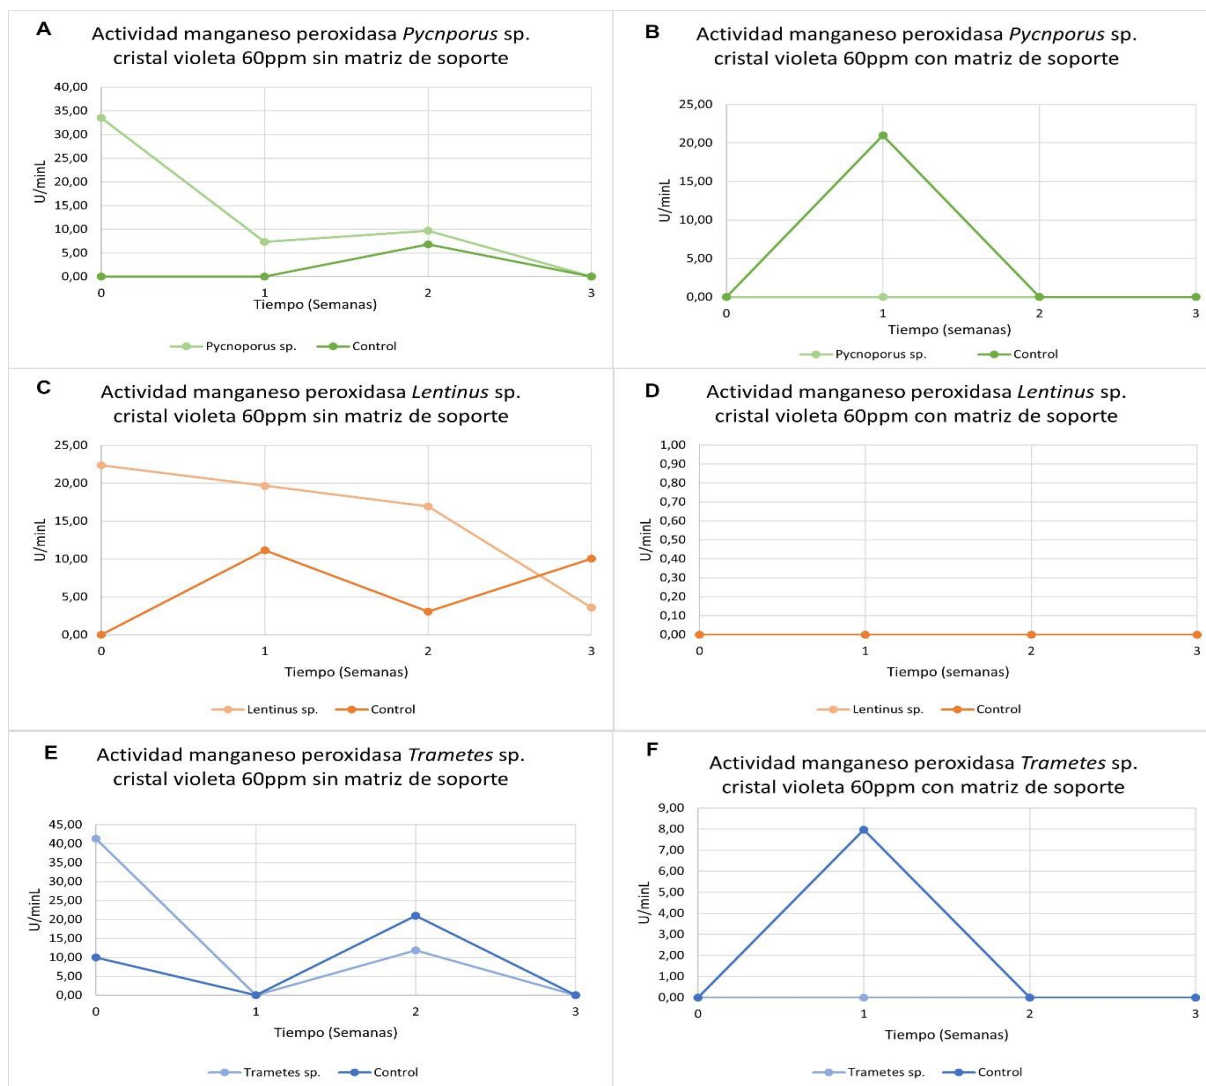 A
Actividad manganeso peroxidasa Pycnporus sp.
cristal violeta 60ppm sin matriz de soporte
40,00
35,00
30,00
25,00
20,00
15,00
10,00
5,00
0,00
U/minL
0 1 2 3
Tiempo (Semanas)
Pycnoporus sp. Control
B
Actividad manganeso peroxidasa Pycnporus sp.
cristal violeta 60ppm con matriz de soporte
25,00
20,00
15,00
10,00
5,00
0,00
U/minL
0 1 2 3
Tiempo (semanas)
Pycnoporus sp. Control
C
Actividad manganeso peroxidasa Lentinus sp.
cristal violeta 60ppm sin matriz de soporte
25,00
20,00
15,00
10,00
5,00
0,00
U/minL
0 1 2 3
Tiempo (Semanas)
Lentinus sp. Control
D
Actividad manganeso peroxidasa Lentinus sp.
cristal violeta 60ppm con matriz de soporte
1,00
0,90
0,80
0,70
0,60
0,50
0,40
0,30
0,20
0,10
0,00
U/minL
0 1 2 3
Tiempo (semanas)
Lentinus sp. Control
E
Actividad manganeso peroxidasa Trametes sp.
cristal violeta 60ppm sin matriz de soporte
45,00
40,00
35,00
30,00
25,00
20,00
15,00
10,00
5,00
0,00
U/minL
0 1 2 3
Tiempo (Semanas)
Trametes sp. Control
F
Actividad manganeso peroxidasa Trametes sp.
cristal violeta 60ppm con matriz de soporte
9,00
8,00
7,00
6,00
5,00
4,00
3,00
2,00
1,00
0,00
U/minL
0 1 2 3
Tiempo (Semanas)
Trametes sp. Control